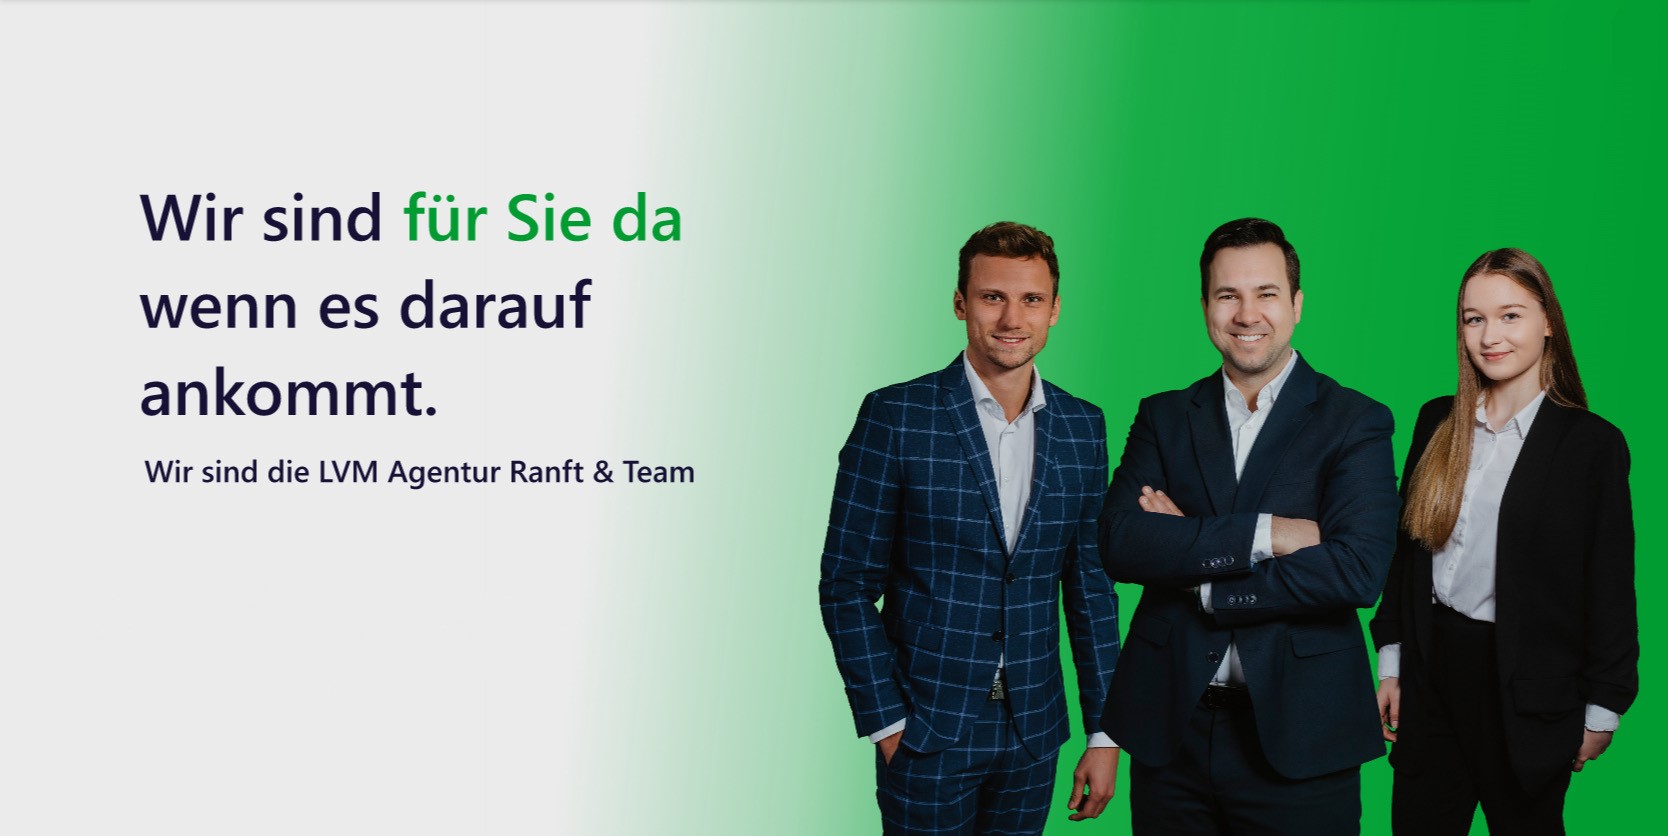 Wir sind für Sie da
wenn es darauf
ankommt.
Wir sind die LVM Agentur Ranft & Team